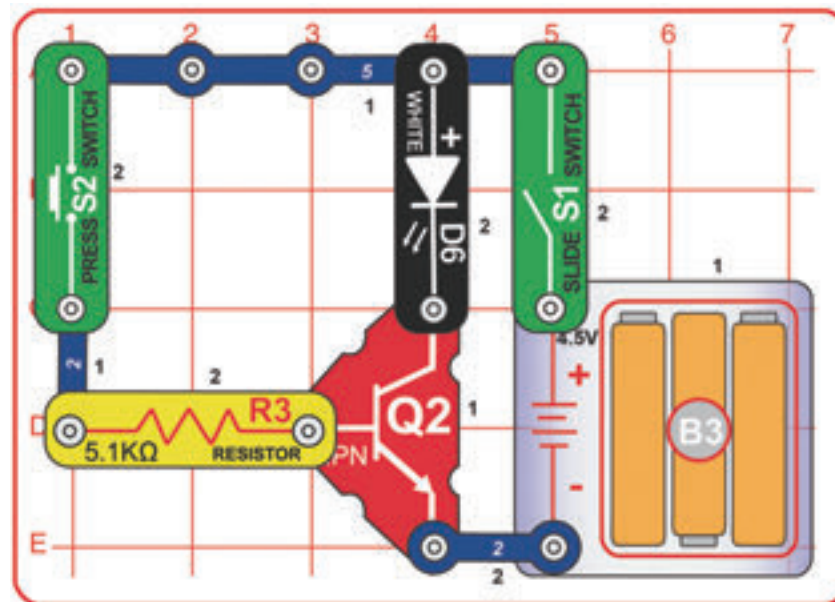 1 2 3 4 5 6 7
5
1
PRESS S2 SWITCH
2
WHITE
+
D6
2
SLIDE S1 SWITCH
2
1
4.5V
+
-
B3
2
1
2
R3
5.1KΩ RESISTOR
D
Q2
1
E
2
2